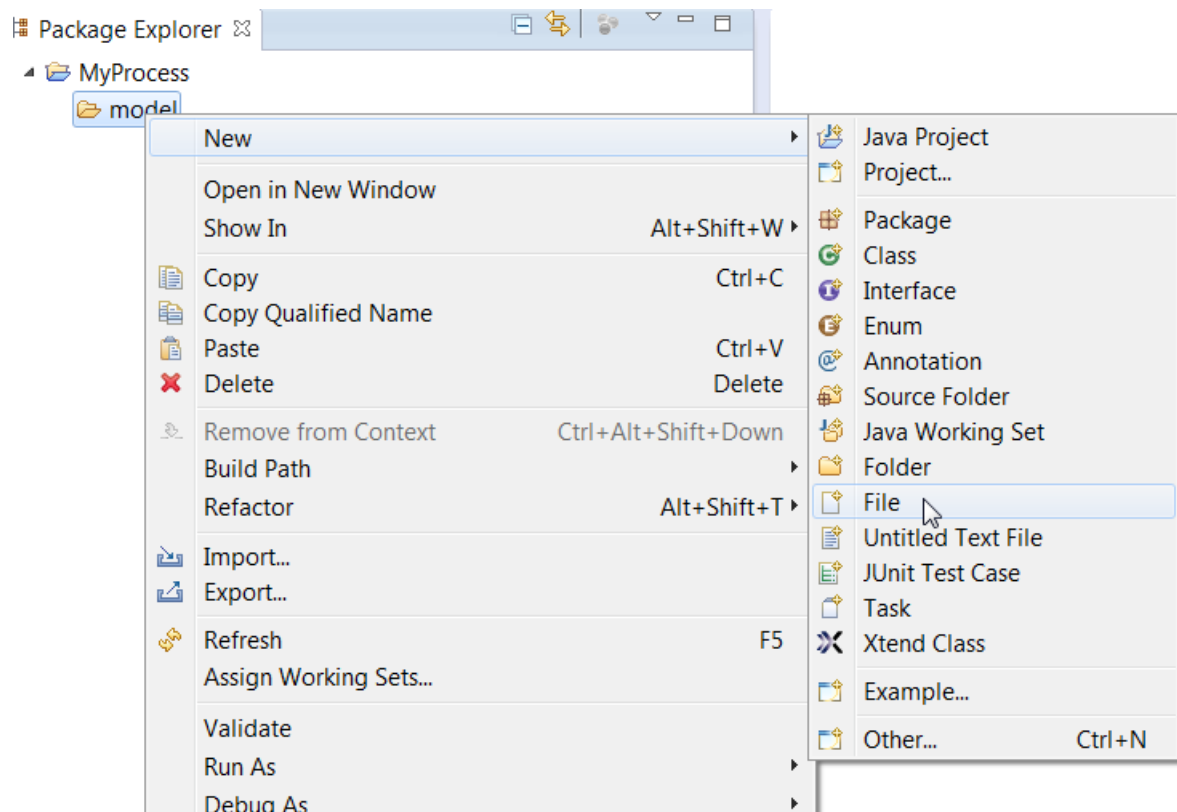 Package Explorer
MyProcess
model
New
Open in New Window
Show In Alt+Shift+W
Copy Ctrl+C
Copy Qualified Name
Paste Ctrl+V
Delete Delete
Remove from Context Ctrl+Alt+Shift+Down
Build Path
Refactor Alt+Shift+T
Import...
Export...
Refresh F5
Assign Working Sets...
Validate
Run As
Debug As
Java Project
Project...
Package
Class
Interface
Enum
Annotation
Source Folder
Java Working Set
Folder
File
Untitled Text File
JUnit Test Case
Task
Xtend Class
Example...
Other... Ctrl+N